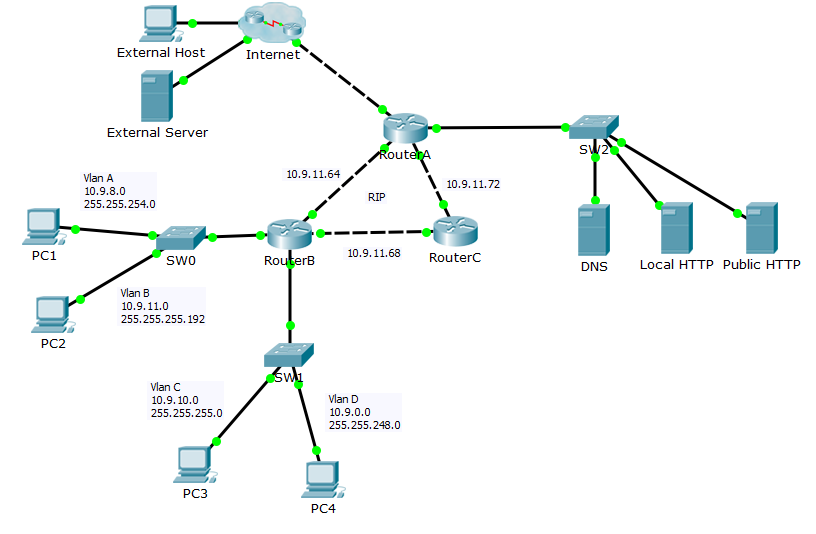 External Host
Internet
External Server
RouterA
SW2
10.9.11.64
10.9.11.72
RIP
Vlan A
10.9.8.0
255.255.254.0
PC1
SW0
RouterB
10.9.11.68
RouterC
DNS
Local HTTP
Public HTTP
Vlan B
10.9.11.0
255.255.255.192
PC2
SW1
Vlan C
10.9.10.0
255.255.255.0
Vlan D
10.9.0.0
255.255.248.0
PC3
PC4